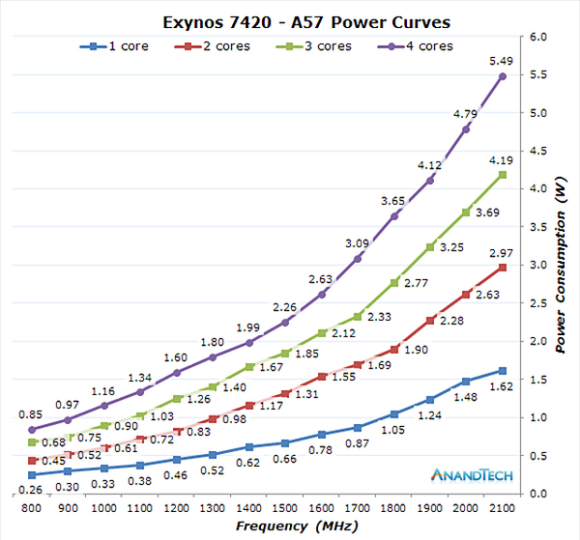 Exynos 7420 - A57 Power Curves
1 core 2 cores 3 cores 4 cores
6.0
5.5
5.0
4.5
4.0
3.5
3.0
2.5
2.0
1.5
1.0
0.5
0.0
Power Consumption (W)
0.85 0.97 1.16 1.34 1.60 1.80 1.99 2.26 2.63 3.09 3.65 4.12 4.79 5.49
0.68 0.75 0.90 1.03 1.26 1.40 1.67 1.85 2.12 2.33 2.77 3.25 3.69 4.19
0.45 0.52 0.61 0.72 0.83 0.98 1.17 1.31 1.55 1.69 1.90 2.28 2.63 2.97
0.26 0.30 0.33 0.38 0.46 0.52 0.62 0.66 0.78 0.87 1.05 1.24 1.48 1.62
ANANDTECH
800 900 1000 1100 1200 1300 1400 1500 1600 1700 1800 1900 2000 2100
Frequency (MHz)